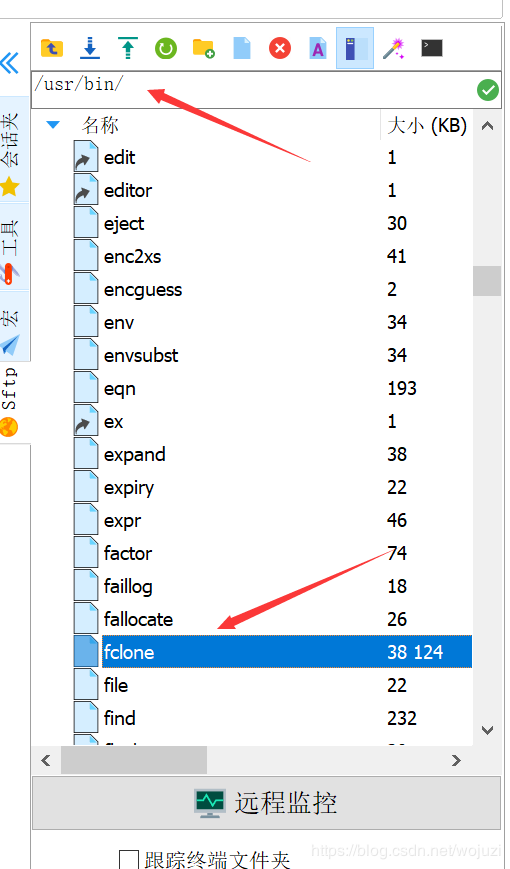 /usr/bin/
名称 大小 (KB)
edit 1
editor 1
eject 30
enc2xs 41
encguess 2
env 34
envsubst 34
eqn 193
ex 1
expand 38
expiry 22
expr 46
factor 74
faillog 18
fallocate 26
fclone 38 124
file 22
find 232
会话夹
工具
宏
Sftp
远程监控
跟踪终端文件夹
https://blog.csdn.net/wojuzi